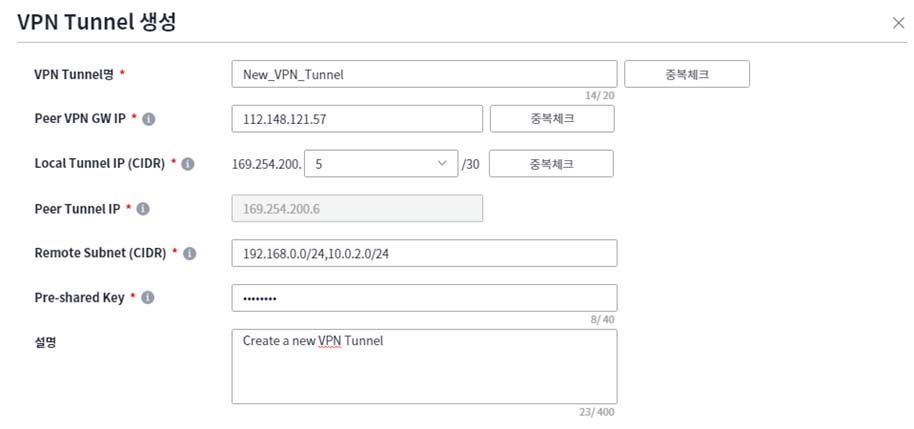 VPN Tunnel 생성
VPN Tunnel명 * New_VPN_Tunnel 중복체크
14/20
Peer VPN GW IP * 112.148.121.57 중복체크
Local Tunnel IP (CIDR) * 169.254.200. 5 /30 중복체크
Peer Tunnel IP * 169.254.200.6
Remote Subnet (CIDR) * 192.168.0.0/24,10.0.2.0/24
Pre-shared Key * ••••••••
8/40
설명 Create a new VPN Tunnel
23/400